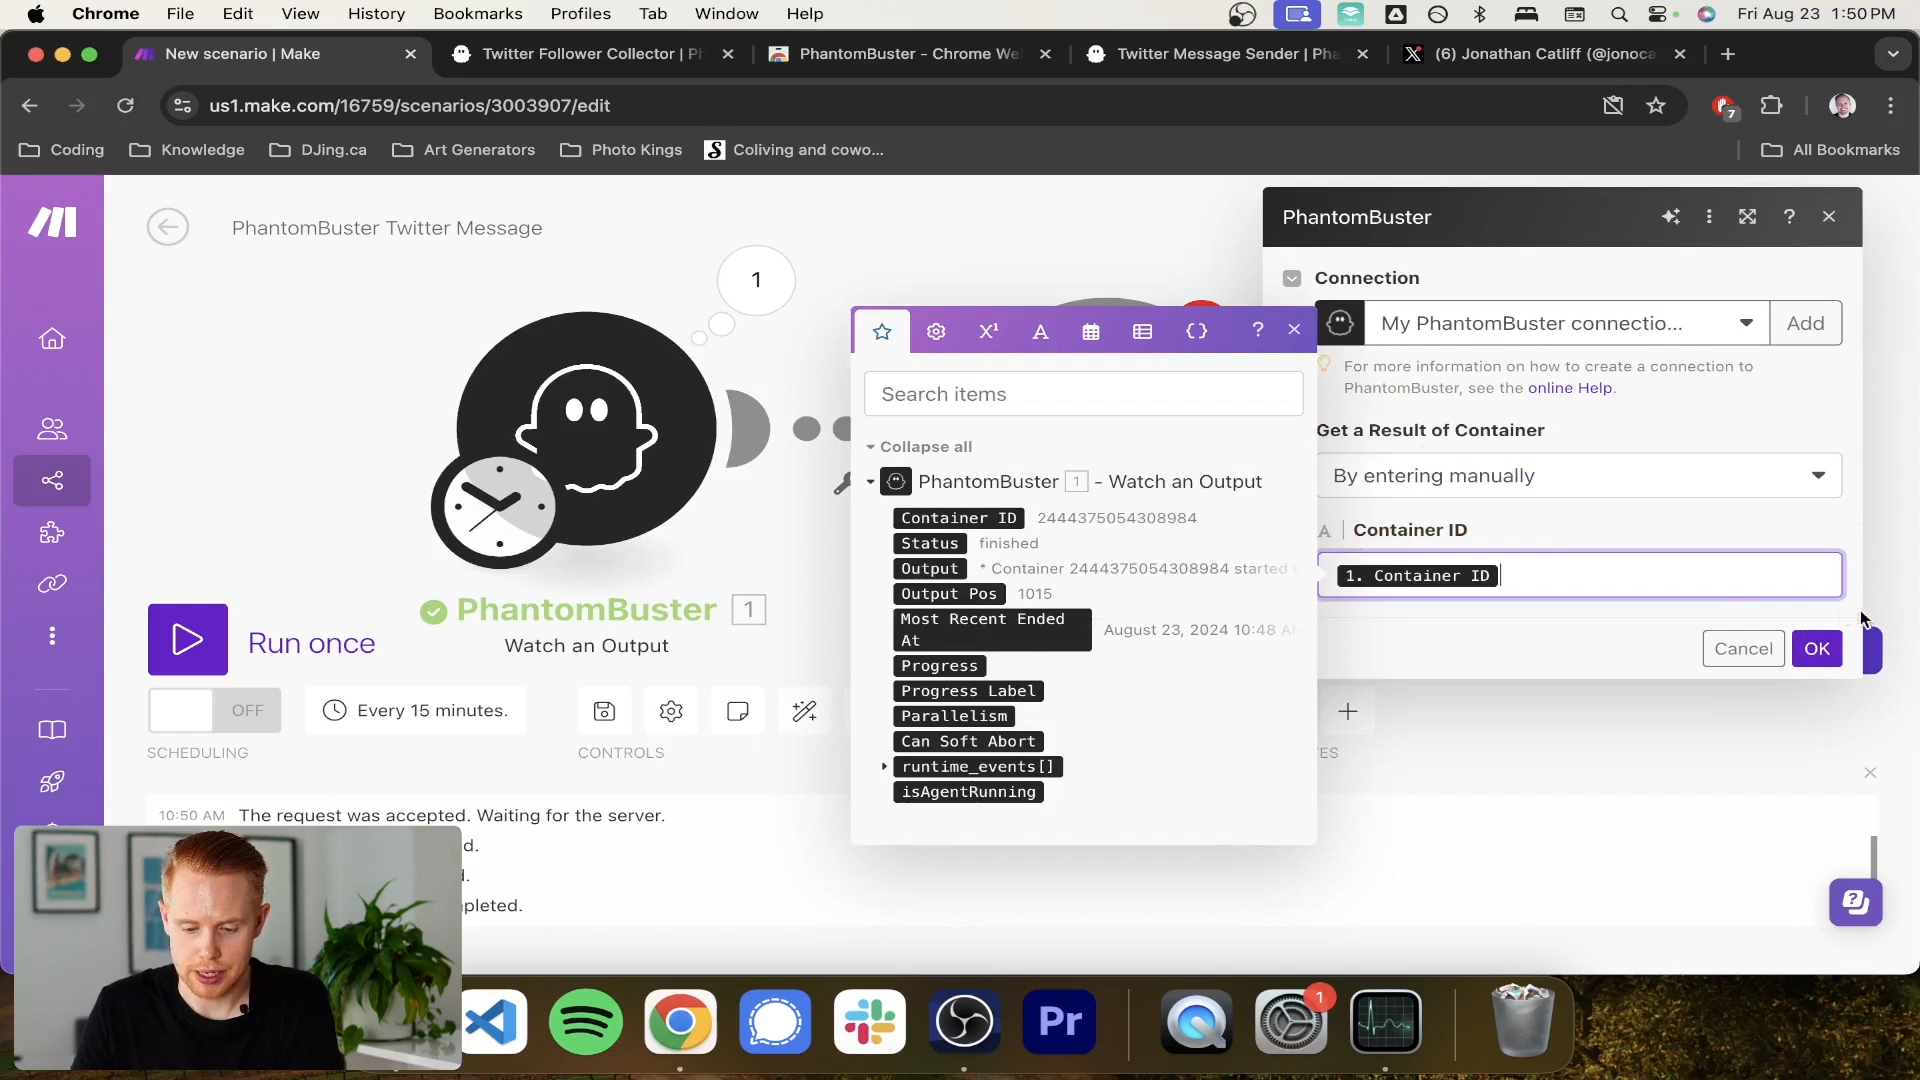 Chrome File Edit View History Bookmarks Profiles Tab Window Help Fri Aug 23 1:50 PM
New scenario | Make Twitter Follower Collector | Ph PhantomBuster - Chrome We Twitter Message Sender | Pha (6) Jonathan Catliff (@jonoca
us1.make.com/16759/scenarios/3003907/edit 7
Coding Knowledge DJing.ca Art Generators Photo Kings Coliving and cowo... All Bookmarks
PhantomBuster Twitter Message
1
PhantomBuster 1
Watch an Output
Run once
OFF Every 15 minutes.
SCHEDULING CONTROLS ES
10:50 AM The request was accepted. Waiting for the server.
d.
d.
pleted.
Search items
Collapse all
PhantomBuster 1 - Watch an Output
Container ID 2444375054308984
Status finished
Output * Container 2444375054308984 started
Output Pos 1015
Most Recent Ended At August 23, 2024 10:48 AM
Progress
Progress Label
Parallelism
Can Soft Abort
runtime_events[]
isAgentRunning
PhantomBuster
Connection
My PhantomBuster connectio... Add
For more information on how to create a connection to
PhantomBuster, see the online Help.
Get a Result of Container
By entering manually
A Container ID
1. Container ID
Cancel OK
Pr 1